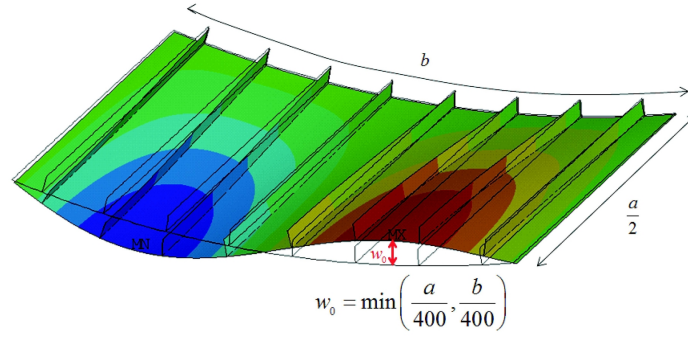 b
a/2
MN
MX
w₀
w₀ = min(a/400, b/400)